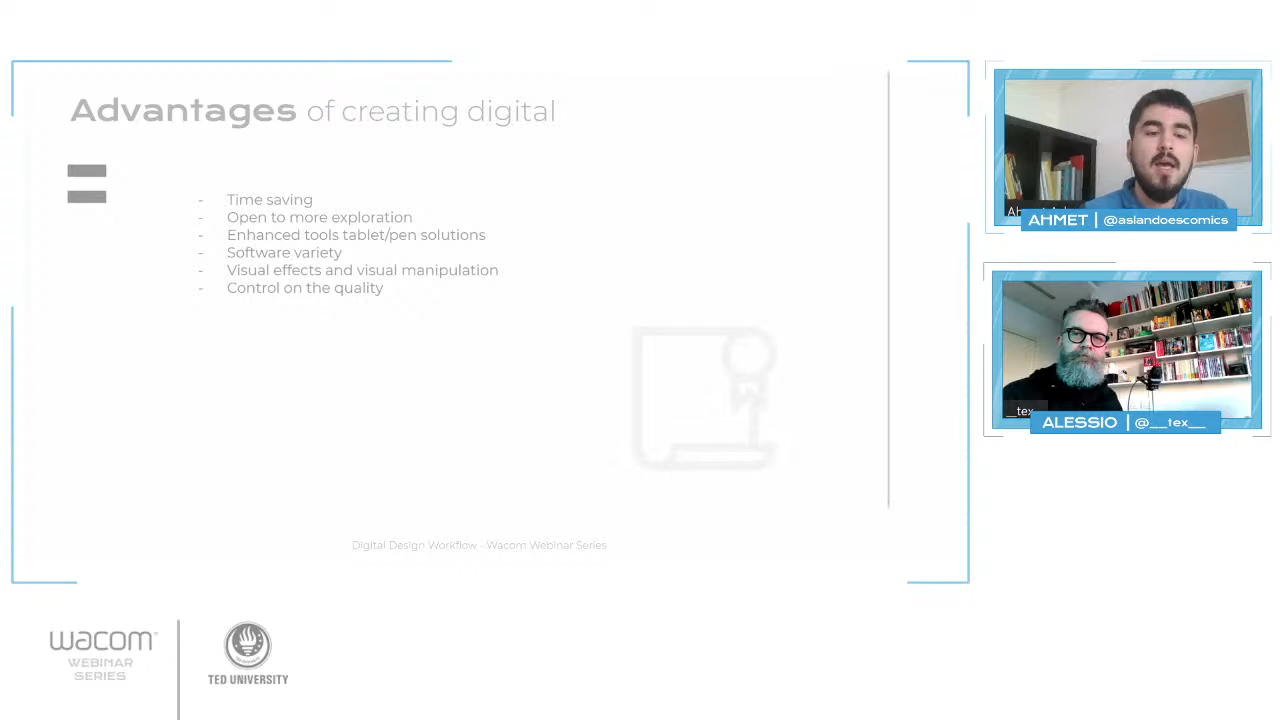 Advantages of creating digital
- Time saving
- Open to more exploration
- Enhanced tools tablet/pen solutions
- Software variety
- Visual effects and visual manipulation
- Control on the quality
Digital Design Workflow - Wacom Webinar Series
AHMET | @aslandoescomics
__tex
ALESSIO | @___tex___
wacom
WEBINAR
SERIES
TED UNIVERSITY